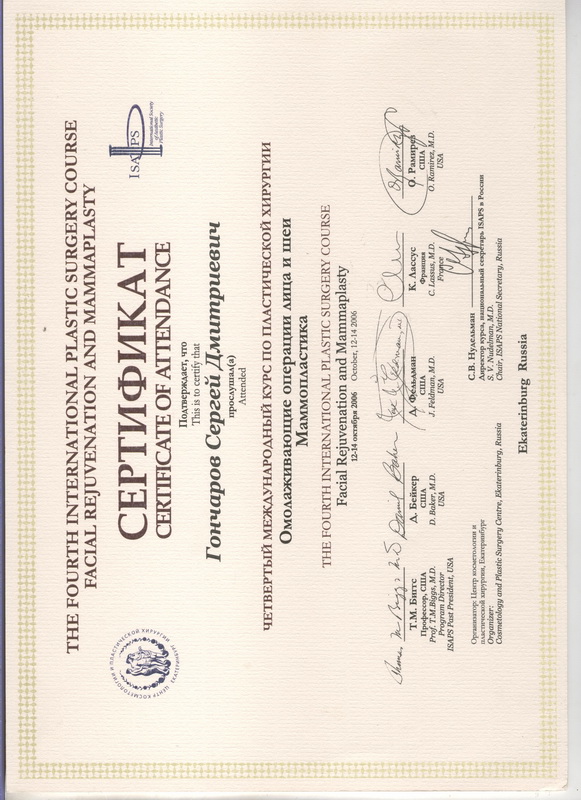 THE FOURTH INTERNATIONAL PLASTIC SURGERY COURSE
FACIAL REJUVENATION AND MAMMAPLASTY
ЦЕНТР КОСМЕТОЛОГИИ И ПЛАСТИЧЕСКОЙ ХИРУРГИИ
ISAPS
International Society
of Aesthetic
Plastic Surgery
СЕРТИФИКАТ
CERTIFICATE OF ATTENDANCE
Подтверждает, что
This is to certify that
Гончаров Сергей Дмитриевич
прослушал(а)
Attended
ЧЕТВЕРТЫЙ МЕЖДУНАРОДНЫЙ КУРС ПО ПЛАСТИЧЕСКОЙ ХИРУРГИИ
Омолаживающие операции лица и шеи
Маммопластика
THE FOURTH INTERNATIONAL PLASTIC SURGERY COURSE
Facial Rejuvenation and Mammaplasty
12-14 октября 2006 October, 12-14 2006
Т.М. Биггс
Профессор, США
Prof. T.M.Biggs, M.D.
Program Director
ISAPS Past President, USA
Д. Бейкер
США
D. Baker, M.D.
USA
Д. Фельдман
США
J. Feldman, M.D.
USA
К. Лассус
Франция
C. Lassus, M.D.
France
О. Рамирез
США
O. Ramirez, M.D.
USA
Организатор: Центр косметологии и
пластической хирургии, Екатеринбург
Organizer:
Cosmetology and Plastic Surgery Centre, Ekaterinburg, Russia
С.В. Нудельман
Директор курса, национальный секретарь ISAPS в России
S. V. Nudelman, M.D.
Chair, ISAPS National Secretary, Russia
Ekaterinburg Russia